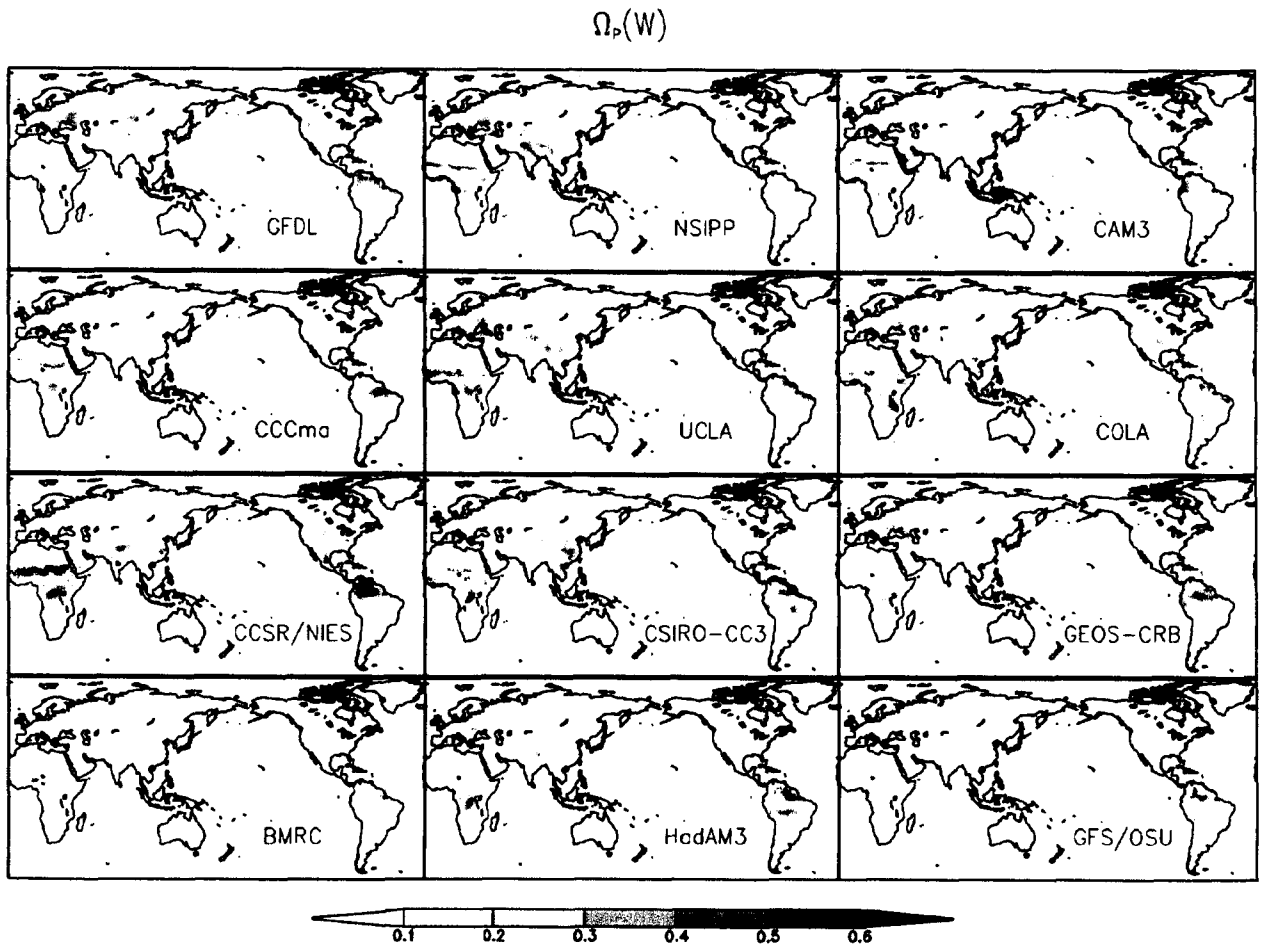 Ωₚ(W)
GFDL NSIPP CAM3
CCCma UCLA COLA
CCSR/NIES CSIRO-CC3 GEOS-CRB
BMRC HadAM3 GFS/OSU
0.1 0.2 0.3 0.4 0.5 0.6